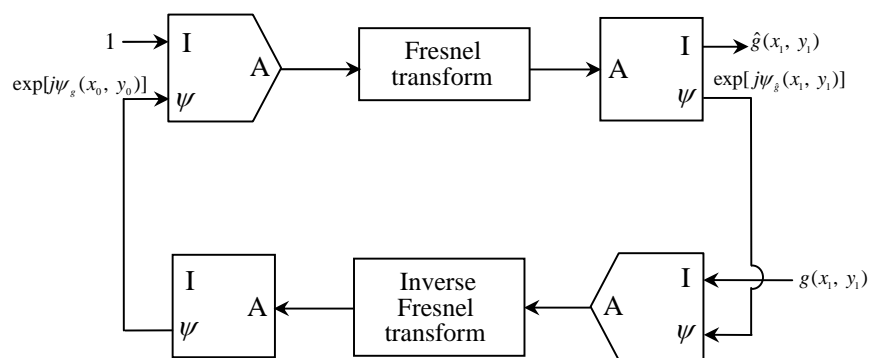 1
I
A
ψ
exp[jψ_g(x_0, y_0)]
Fresnel
transform
A
I
ĝ(x_1, y_1)
ψ
exp[jψ_ĝ(x_1, y_1)]
I
A
ψ
Inverse
Fresnel
transform
A
I
g(x_1, y_1)
ψ